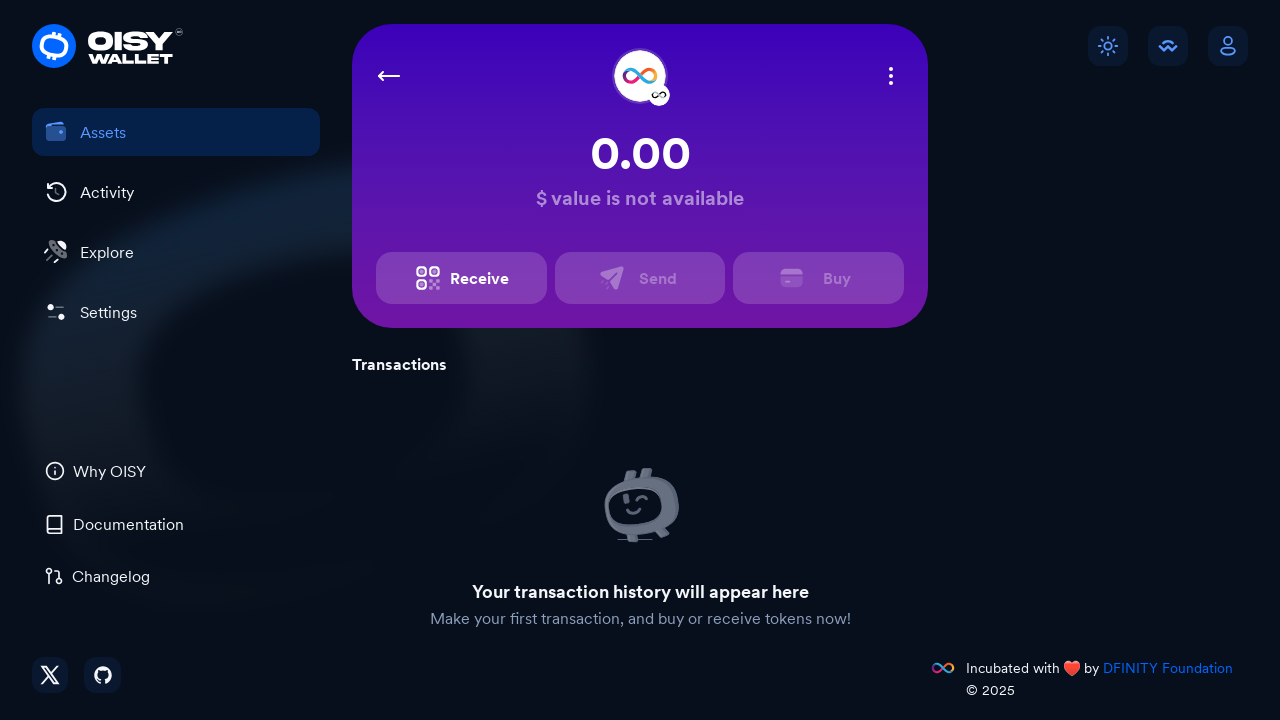 OISY
WALLET
Assets
Activity
Explore
Settings
Why OISY
Documentation
Changelog
0.00
$ value is not available
Receive
Send
Buy
Transactions
Your transaction history will appear here
Make your first transaction, and buy or receive tokens now!
Incubated with ❤️ by DFINITY Foundation
© 2025